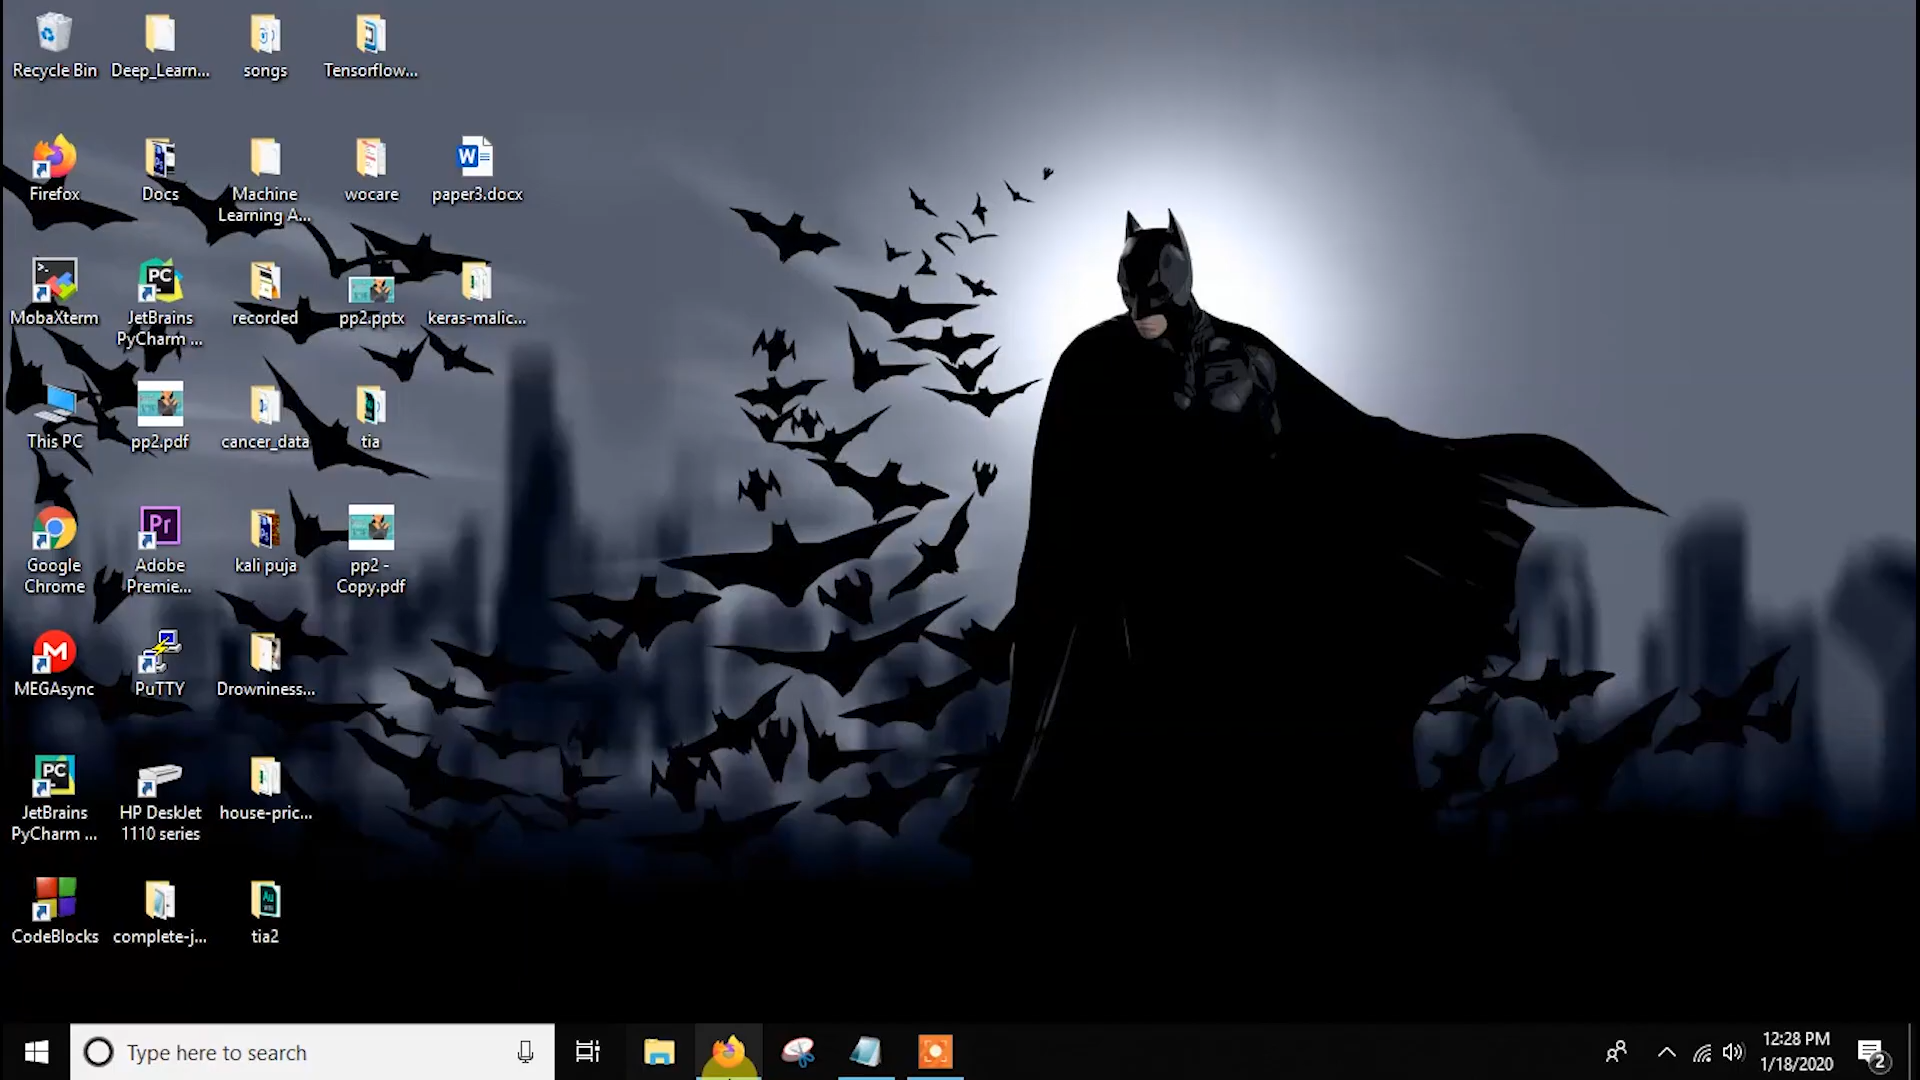 Recycle Bin
Deep_Learn...
songs
Tensorflow...
Firefox
Docs
Machine
Learning A...
wocare
paper3.docx
MobaXterm
JetBrains
PyCharm ...
recorded
pp2.pptx
keras-malic...
This PC
pp2.pdf
cancer_data
tia
Google
Chrome
Adobe
Premie...
kali puja
pp2 -
Copy.pdf
MEGAsync
PuTTY
Drowniness...
JetBrains
PyCharm ...
HP DeskJet
1110 series
house-pric...
CodeBlocks
complete-j...
tia2
Type here to search
12:28 PM
1/18/2020
2